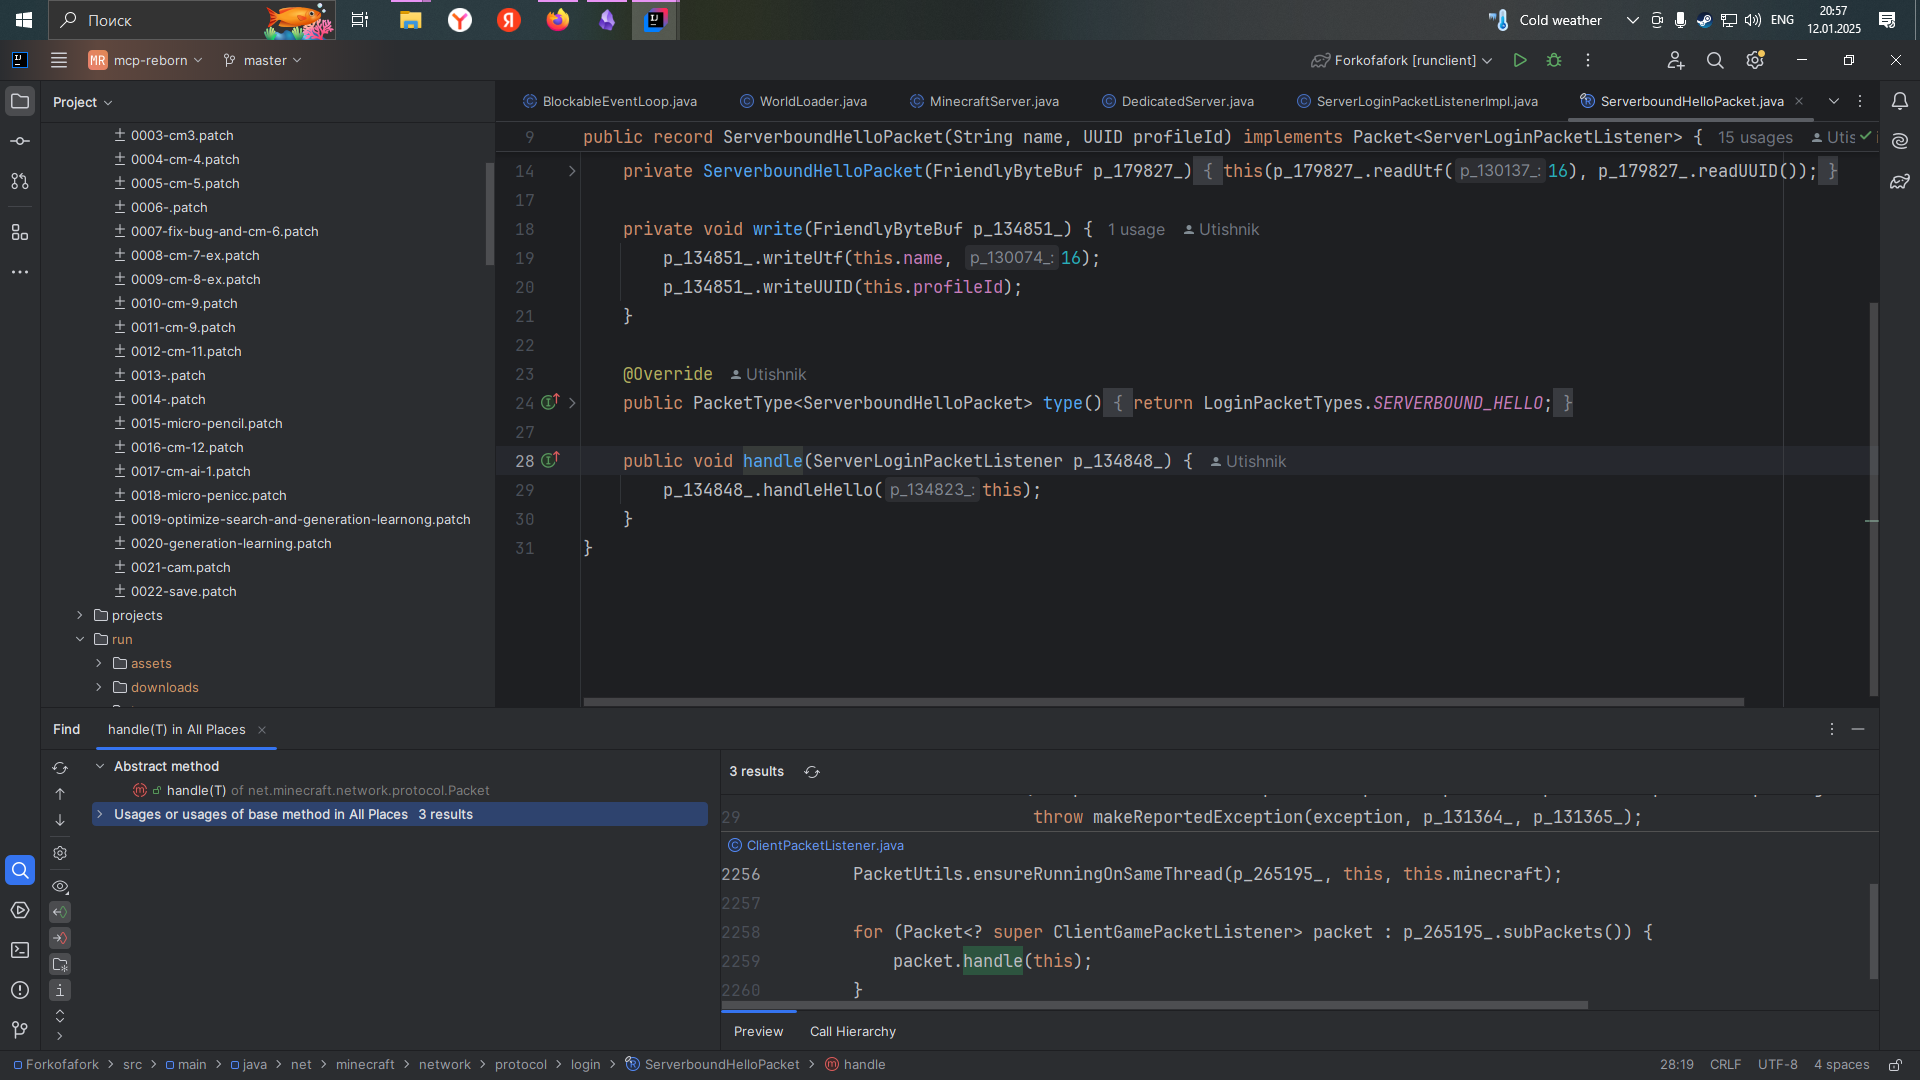 Поиск
Cold weather
ENG
20:57
12.01.2025
MR mcp-reborn
master
Forkofafork [runclient]
Project
0003-cm3.patch
0004-cm-4.patch
0005-cm-5.patch
0006-.patch
0007-fix-bug-and-cm-6.patch
0008-cm-7-ex.patch
0009-cm-8-ex.patch
0010-cm-9.patch
0011-cm-9.patch
0012-cm-11.patch
0013-.patch
0014-.patch
0015-micro-pencil.patch
0016-cm-12.patch
0017-cm-ai-1.patch
0018-micro-penicc.patch
0019-optimize-search-and-generation-learnong.patch
0020-generation-learning.patch
0021-cam.patch
0022-save.patch
projects
run
assets
downloads
BlockableEventLoop.java
WorldLoader.java
MinecraftServer.java
DedicatedServer.java
ServerLoginPacketListenerImpl.java
ServerboundHelloPacket.java
9 public record ServerboundHelloPacket(String name, UUID profileId) implements Packet<ServerLoginPacketListener> { 15 usages Utis
14 private ServerboundHelloPacket(FriendlyByteBuf p_179827_) { this(p_179827_.readUtf( p_130137_: 16), p_179827_.readUUID()); }
17
18 private void write(FriendlyByteBuf p_134851_) { 1 usage Utishnik
19 p_134851_.writeUtf(this.name, p_130074_: 16);
20 p_134851_.writeUUID(this.profileId);
21 }
22
23 @Override Utishnik
24 public PacketType<ServerboundHelloPacket> type() { return LoginPacketTypes.SERVERBOUND_HELLO; }
27
28 public void handle(ServerLoginPacketListener p_134848_) { Utishnik
29 p_134848_.handleHello( p_134823_: this);
30 }
31 }
Find
handle(T) in All Places
Abstract method
handle(T) of net.minecraft.network.protocol.Packet
Usages or usages of base method in All Places 3 results
3 results
29 throw makeReportedException(exception, p_131364_, p_131365_);
ClientPacketListener.java
2256 PacketUtils.ensureRunningOnSameThread(p_265195_, this, this.minecraft);
2257
2258 for (Packet<? super ClientGamePacketListener> packet : p_265195_.subPackets()) {
2259 packet.handle(this);
2260 }
Preview
Call Hierarchy
Forkofafork > src > main > java > net > minecraft > network > protocol > login > ServerboundHelloPacket > handle
28:19
CRLF
UTF-8
4 spaces